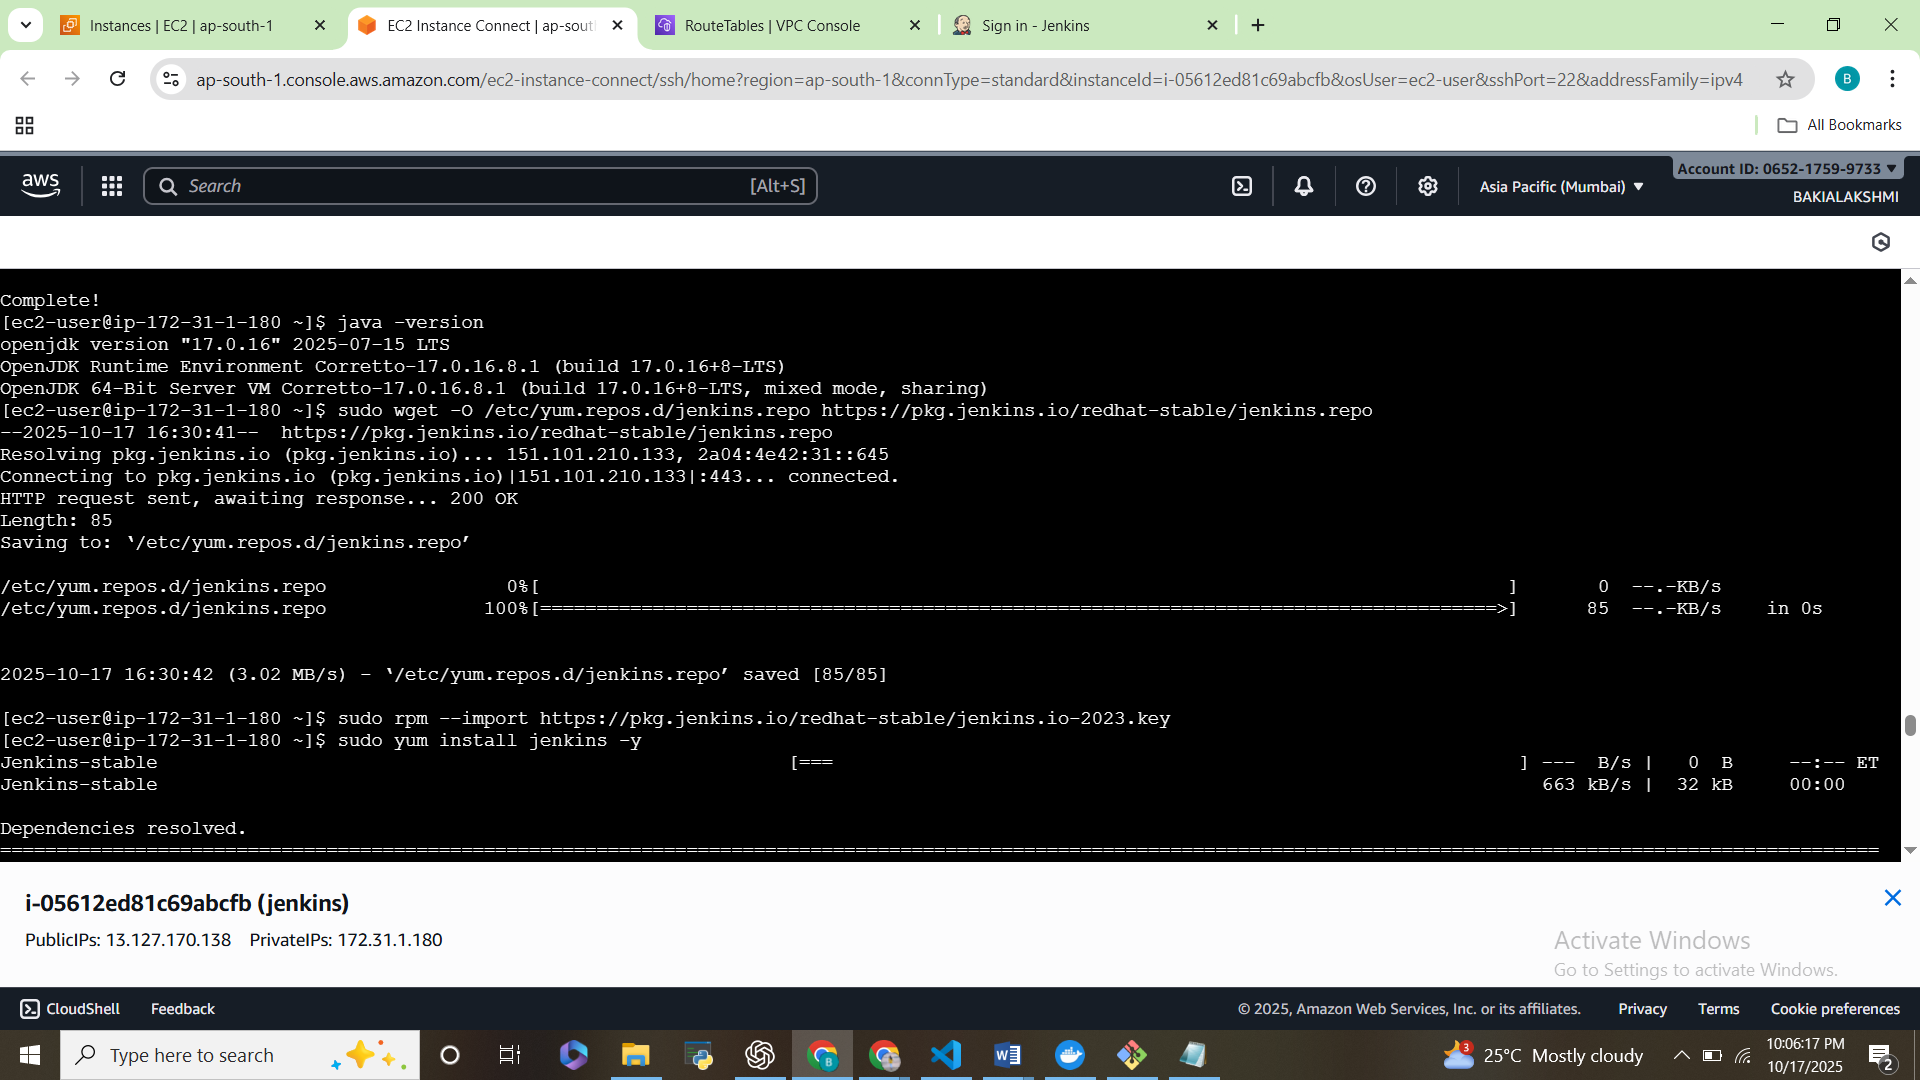 Instances | EC2 | ap-south-1
EC2 Instance Connect | ap-sout
RouteTables | VPC Console
Sign in - Jenkins
ap-south-1.console.aws.amazon.com/ec2-instance-connect/ssh/home?region=ap-south-1&connType=standard&instanceId=i-05612ed81c69abcfb&osUser=ec2-user&sshPort=22&addressFamily=ipv4
B
All Bookmarks
aws
Search
[Alt+S]
Asia Pacific (Mumbai)
Account ID: 0652-1759-9733
BAKIALAKSHMI
Complete!
[ec2-user@ip-172-31-1-180 ~]$ java -version
openjdk version "17.0.16" 2025-07-15 LTS
OpenJDK Runtime Environment Corretto-17.0.16.8.1 (build 17.0.16+8-LTS)
OpenJDK 64-Bit Server VM Corretto-17.0.16.8.1 (build 17.0.16+8-LTS, mixed mode, sharing)
[ec2-user@ip-172-31-1-180 ~]$ sudo wget -O /etc/yum.repos.d/jenkins.repo https://pkg.jenkins.io/redhat-stable/jenkins.repo
--2025-10-17 16:30:41--  https://pkg.jenkins.io/redhat-stable/jenkins.repo
Resolving pkg.jenkins.io (pkg.jenkins.io)... 151.101.210.133, 2a04:4e42:31::645
Connecting to pkg.jenkins.io (pkg.jenkins.io)|151.101.210.133|:443... connected.
HTTP request sent, awaiting response... 200 OK
Length: 85
Saving to: ‘/etc/yum.repos.d/jenkins.repo’
/etc/yum.repos.d/jenkins.repo 0%[ ] 0 --.-KB/s
/etc/yum.repos.d/jenkins.repo 100%[=====================================================================================>] 85 --.-KB/s in 0s
2025-10-17 16:30:42 (3.02 MB/s) - ‘/etc/yum.repos.d/jenkins.repo’ saved [85/85]
[ec2-user@ip-172-31-1-180 ~]$ sudo rpm --import https://pkg.jenkins.io/redhat-stable/jenkins.io-2023.key
[ec2-user@ip-172-31-1-180 ~]$ sudo yum install jenkins -y
Jenkins-stable [=== ] --- B/s | 0 B --:-- ET
Jenkins-stable 663 kB/s | 32 kB 00:00
Dependencies resolved.
i-05612ed81c69abcfb (jenkins)
PublicIPs: 13.127.170.138 PrivateIPs: 172.31.1.180
Activate Windows
Go to Settings to activate Windows.
CloudShell
Feedback
© 2025, Amazon Web Services, Inc. or its affiliates.
Privacy
Terms
Cookie preferences
Type here to search
B
3
25°C Mostly cloudy
10:06:17 PM
10/17/2025
2